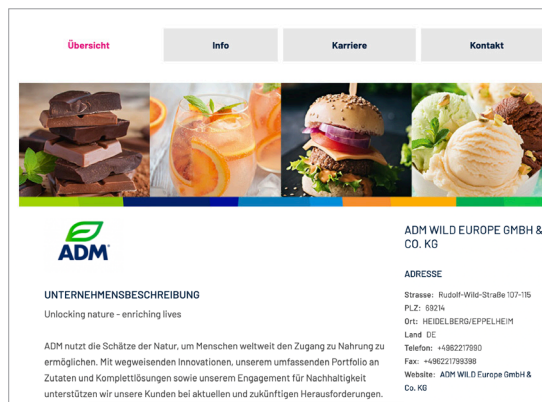 Übersicht
Info
Karriere
Kontakt
ADM
ADM WILD EUROPE GMBH &
CO. KG
ADRESSE
Strasse: Rudolf-Wild-Straße 107-115
PLZ: 69214
Ort: HEIDELBERG/EPPELHEIM
Land DE
Telefon: +4962217990
Fax: +496221799398
Website: ADM WILD Europe GmbH &
Co. KG
UNTERNEHMENSBESCHREIBUNG
Unlocking nature - enriching lives
ADM nutzt die Schätze der Natur, um Menschen weltweit den Zugang zu Nahrung zu
ermöglichen. Mit wegweisenden Innovationen, unserem umfassenden Portfolio an
Zutaten und Komplettlösungen sowie unserem Engagement für Nachhaltigkeit
unterstützen wir unsere Kunden bei aktuellen und zukünftigen Herausforderungen.